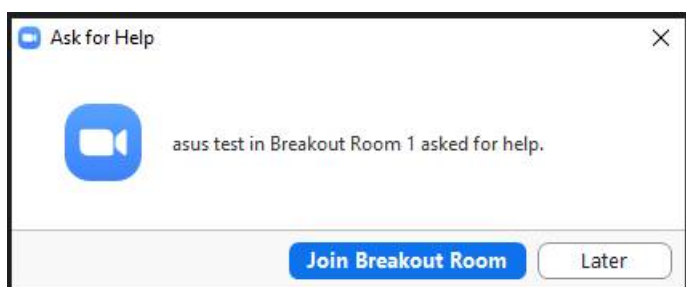 Ask for Help
asus test in Breakout Room 1 asked for help.
Join Breakout Room
Later